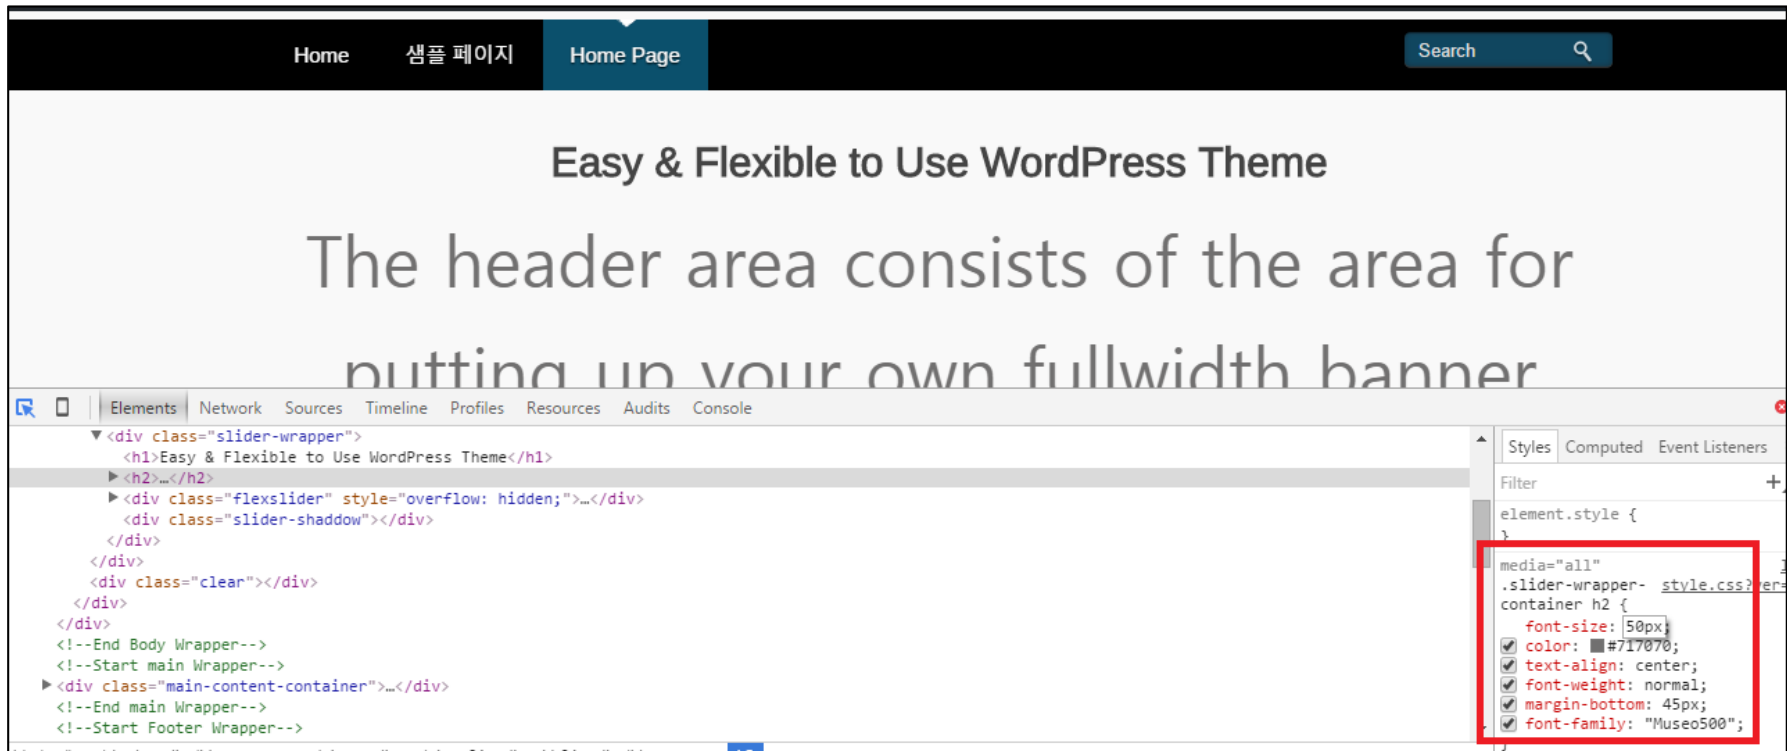 Home 샘플 페이지 Home Page Search
Easy & Flexible to Use WordPress Theme
The header area consists of the area for
putting up your own fullwidth banner
Elements Network Sources Timeline Profiles Resources Audits Console
▼<div class="slider-wrapper">
<h1>Easy & Flexible to Use WordPress Theme</h1>
▶<h2>…</h2>
▶<div class="flexslider" style="overflow: hidden;">…</div>
<div class="slider-shaddow"></div>
</div>
</div>
<div class="clear"></div>
</div>
</div>
<!--End Body Wrapper-->
<!--Start main Wrapper-->
▶<div class="main-content-container">…</div>
<!--End main Wrapper-->
<!--Start Footer Wrapper-->
Styles Computed Event Listeners
Filter +
element.style {
}
media="all"
.slider-wrapper- style.css?ver=
container h2 {
font-size: 50px;
color: #717070;
text-align: center;
font-weight: normal;
margin-bottom: 45px;
font-family: "Museo500";
}